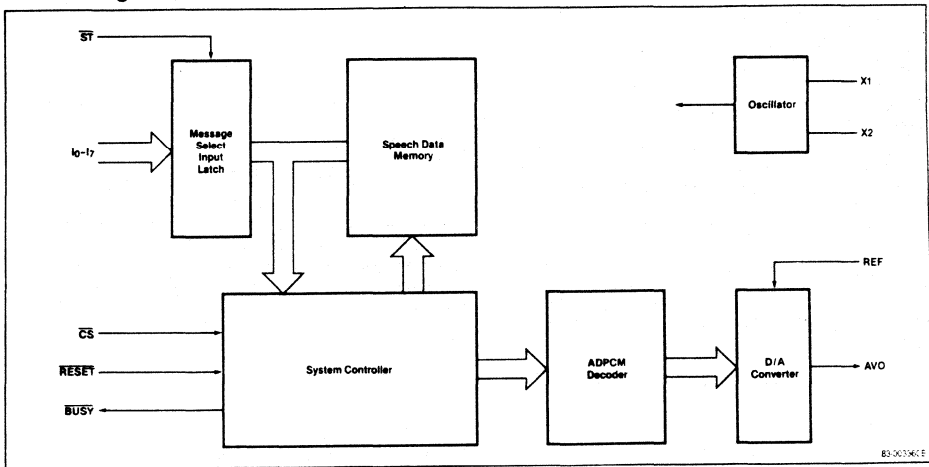 ST
I0-I7
Message
Select
Input
Latch
Speech Data
Memory
Oscillator
X1
X2
CS
RESET
BUSY
System Controller
ADPCM
Decoder
REF
D/A
Converter
AVO